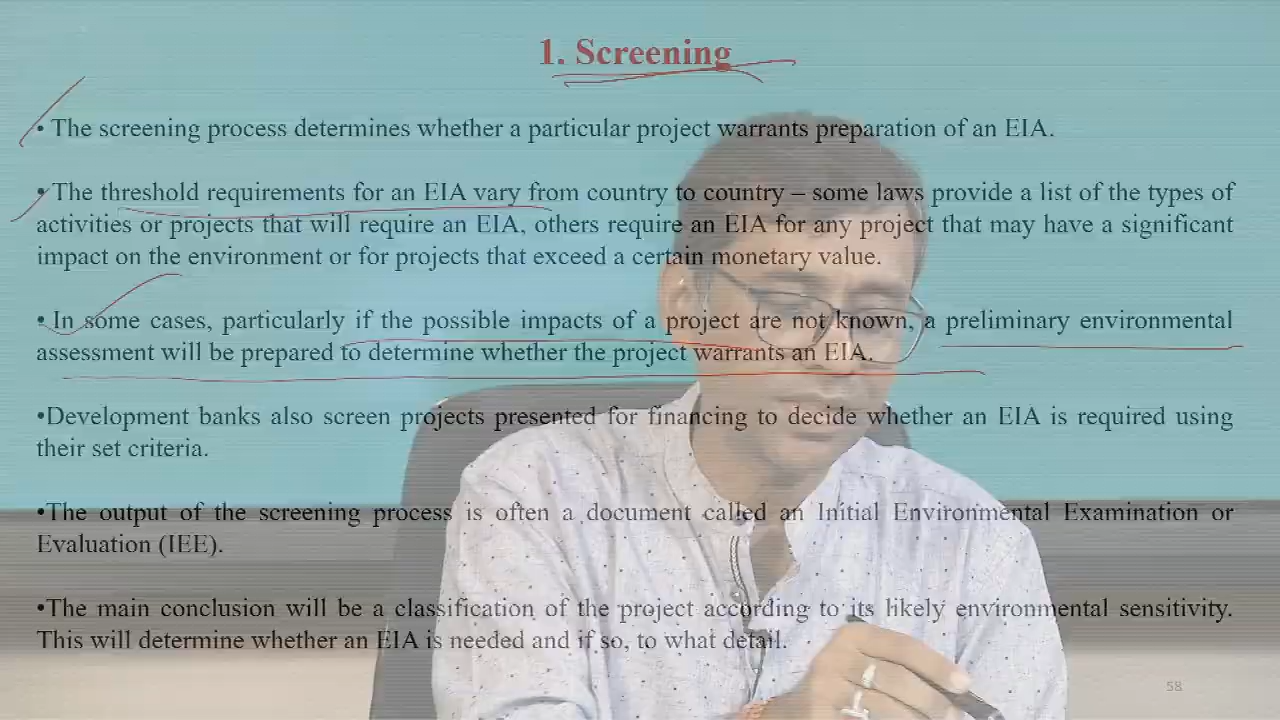 1. Screening
• The screening process determines whether a particular project warrants preparation of an EIA.
• The threshold requirements for an EIA vary from country to country – some laws provide a list of the types of
activities or projects that will require an EIA, others require an EIA for any project that may have a significant
impact on the environment or for projects that exceed a certain monetary value.
• In some cases, particularly if the possible impacts of a project are not known, a preliminary environmental
assessment will be prepared to determine whether the project warrants an EIA.
•Development banks also screen projects presented for financing to decide whether an EIA is required using
their set criteria.
•The output of the screening process is often a document called an Initial Environmental Examination or
Evaluation (IEE).
•The main conclusion will be a classification of the project according to its likely environmental sensitivity.
This will determine whether an EIA is needed and if so, to what detail.
58